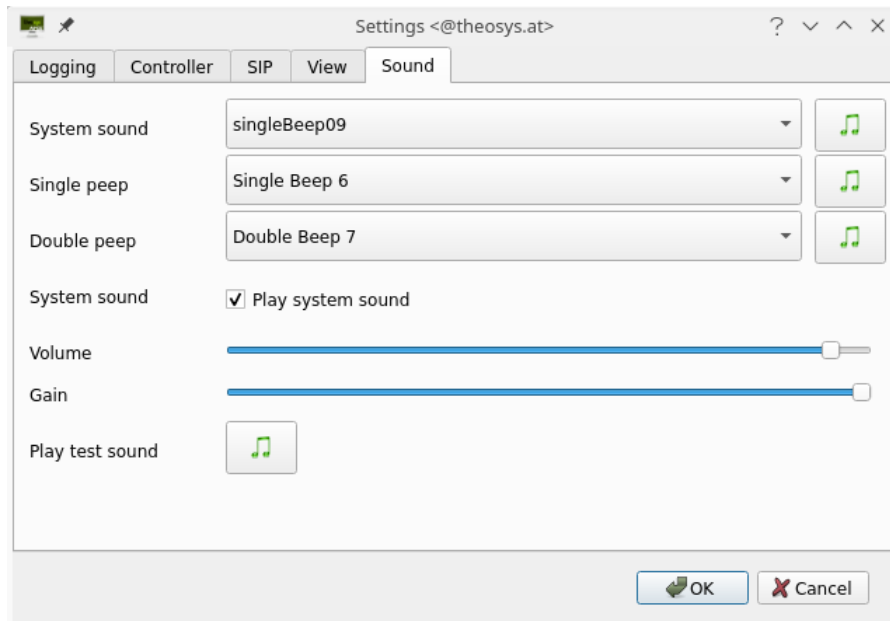 Settings <@theosys.at>
Logging Controller SIP View Sound
System sound singleBeep09
Single peep Single Beep 6
Double peep Double Beep 7
System sound Play system sound
Volume
Gain
Play test sound
OK Cancel